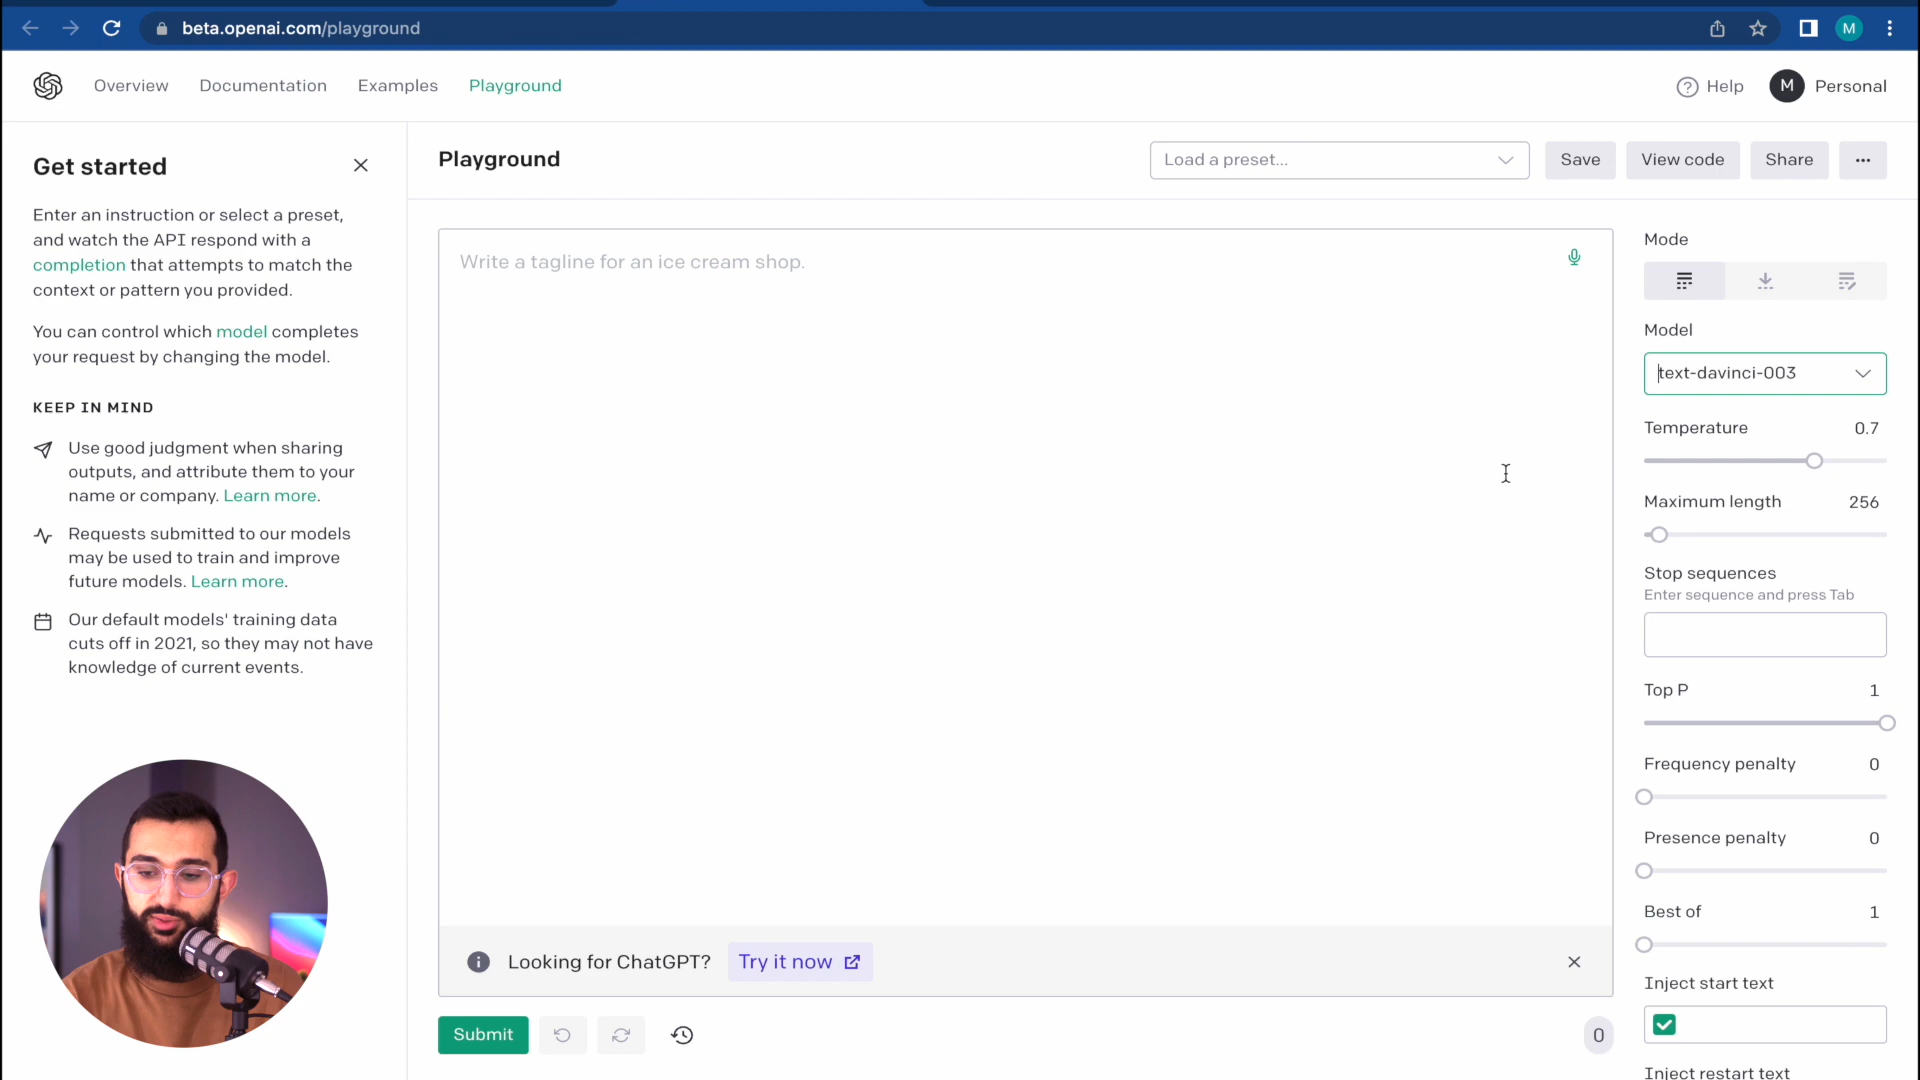 beta.openai.com/playground
M
Overview
Documentation
Examples
Playground
Help
M
Personal
Get started
Enter an instruction or select a preset,
and watch the API respond with a
completion that attempts to match the
context or pattern you provided.
You can control which model completes
your request by changing the model.
KEEP IN MIND
Use good judgment when sharing
outputs, and attribute them to your
name or company. Learn more.
Requests submitted to our models
may be used to train and improve
future models. Learn more.
Our default models' training data
cuts off in 2021, so they may not have
knowledge of current events.
Playground
Load a preset...
Save
View code
Share
Write a tagline for an ice cream shop.
Looking for ChatGPT? Try it now
Submit
0
Mode
Model
text-davinci-003
Temperature 0.7
Maximum length 256
Stop sequences
Enter sequence and press Tab
Top P 1
Frequency penalty 0
Presence penalty 0
Best of 1
Inject start text
Inject restart text